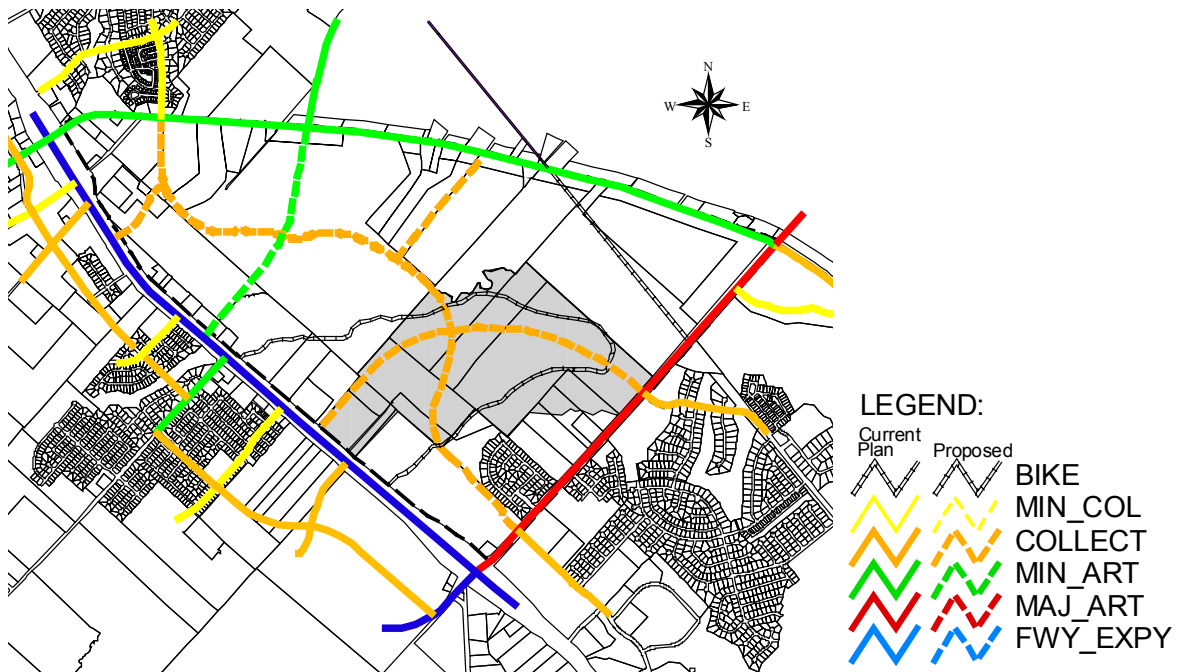 N
W E
S
LEGEND:
Current
Plan Proposed
BIKE
MIN_COL
COLLECT
MIN_ART
MAJ_ART
FWY_EXPY